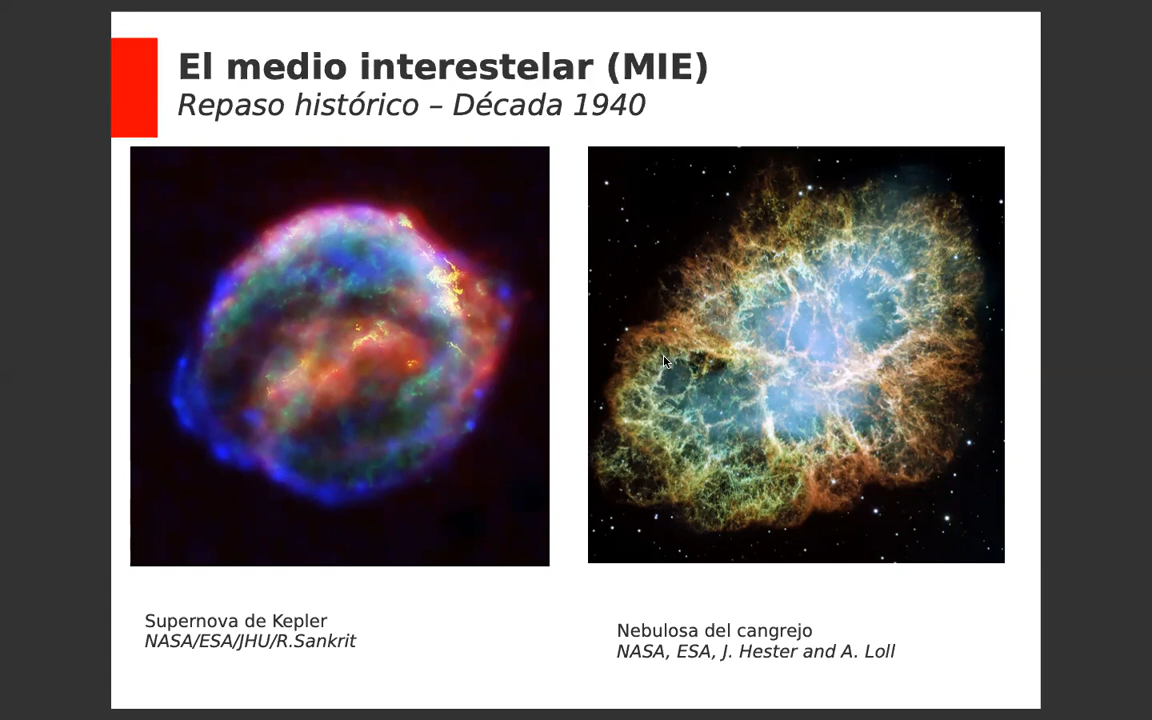 El medio interestelar (MIE)
Repaso histórico – Década 1940
Supernova de Kepler
NASA/ESA/JHU/R.Sankrit
Nebulosa del cangrejo
NASA, ESA, J. Hester and A. Loll